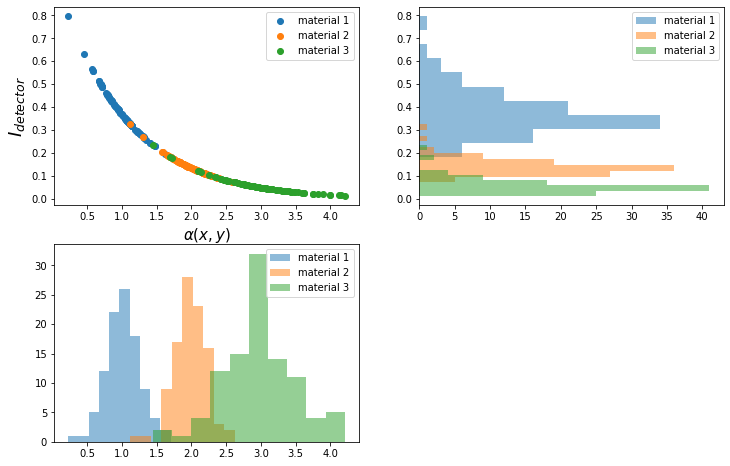 0.8
0.7
0.6
0.5
0.4
0.3
0.2
0.1
0.0
I_detector
material 1
material 2
material 3
0.5 1.0 1.5 2.0 2.5 3.0 3.5 4.0
α(x, y)
0.8
0.7
0.6
0.5
0.4
0.3
0.2
0.1
0.0
material 1
material 2
material 3
0 5 10 15 20 25 30 35 40
30
25
20
15
10
5
0
material 1
material 2
material 3
0.5 1.0 1.5 2.0 2.5 3.0 3.5 4.0